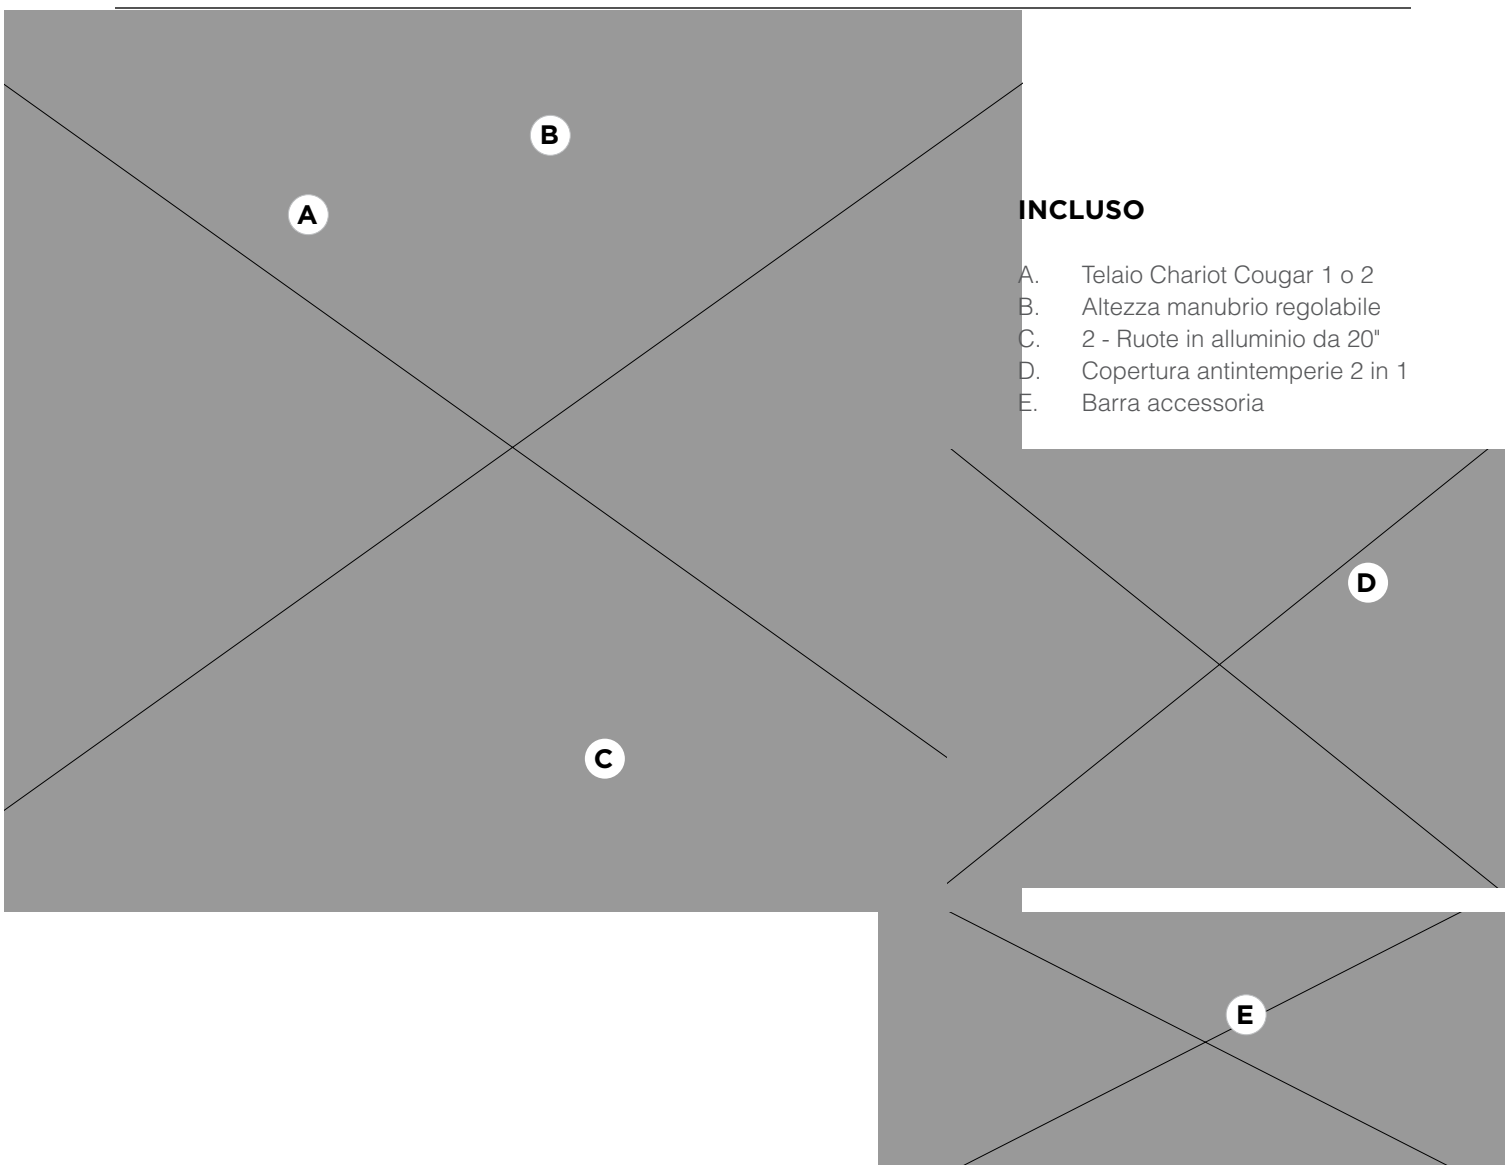 B
A
INCLUSO
A. Telaio Chariot Cougar 1 o 2
B. Altezza manubrio regolabile
C. 2 - Ruote in alluminio da 20"
D. Copertura antintemperie 2 in 1
E. Barra accessoria
D
C
E